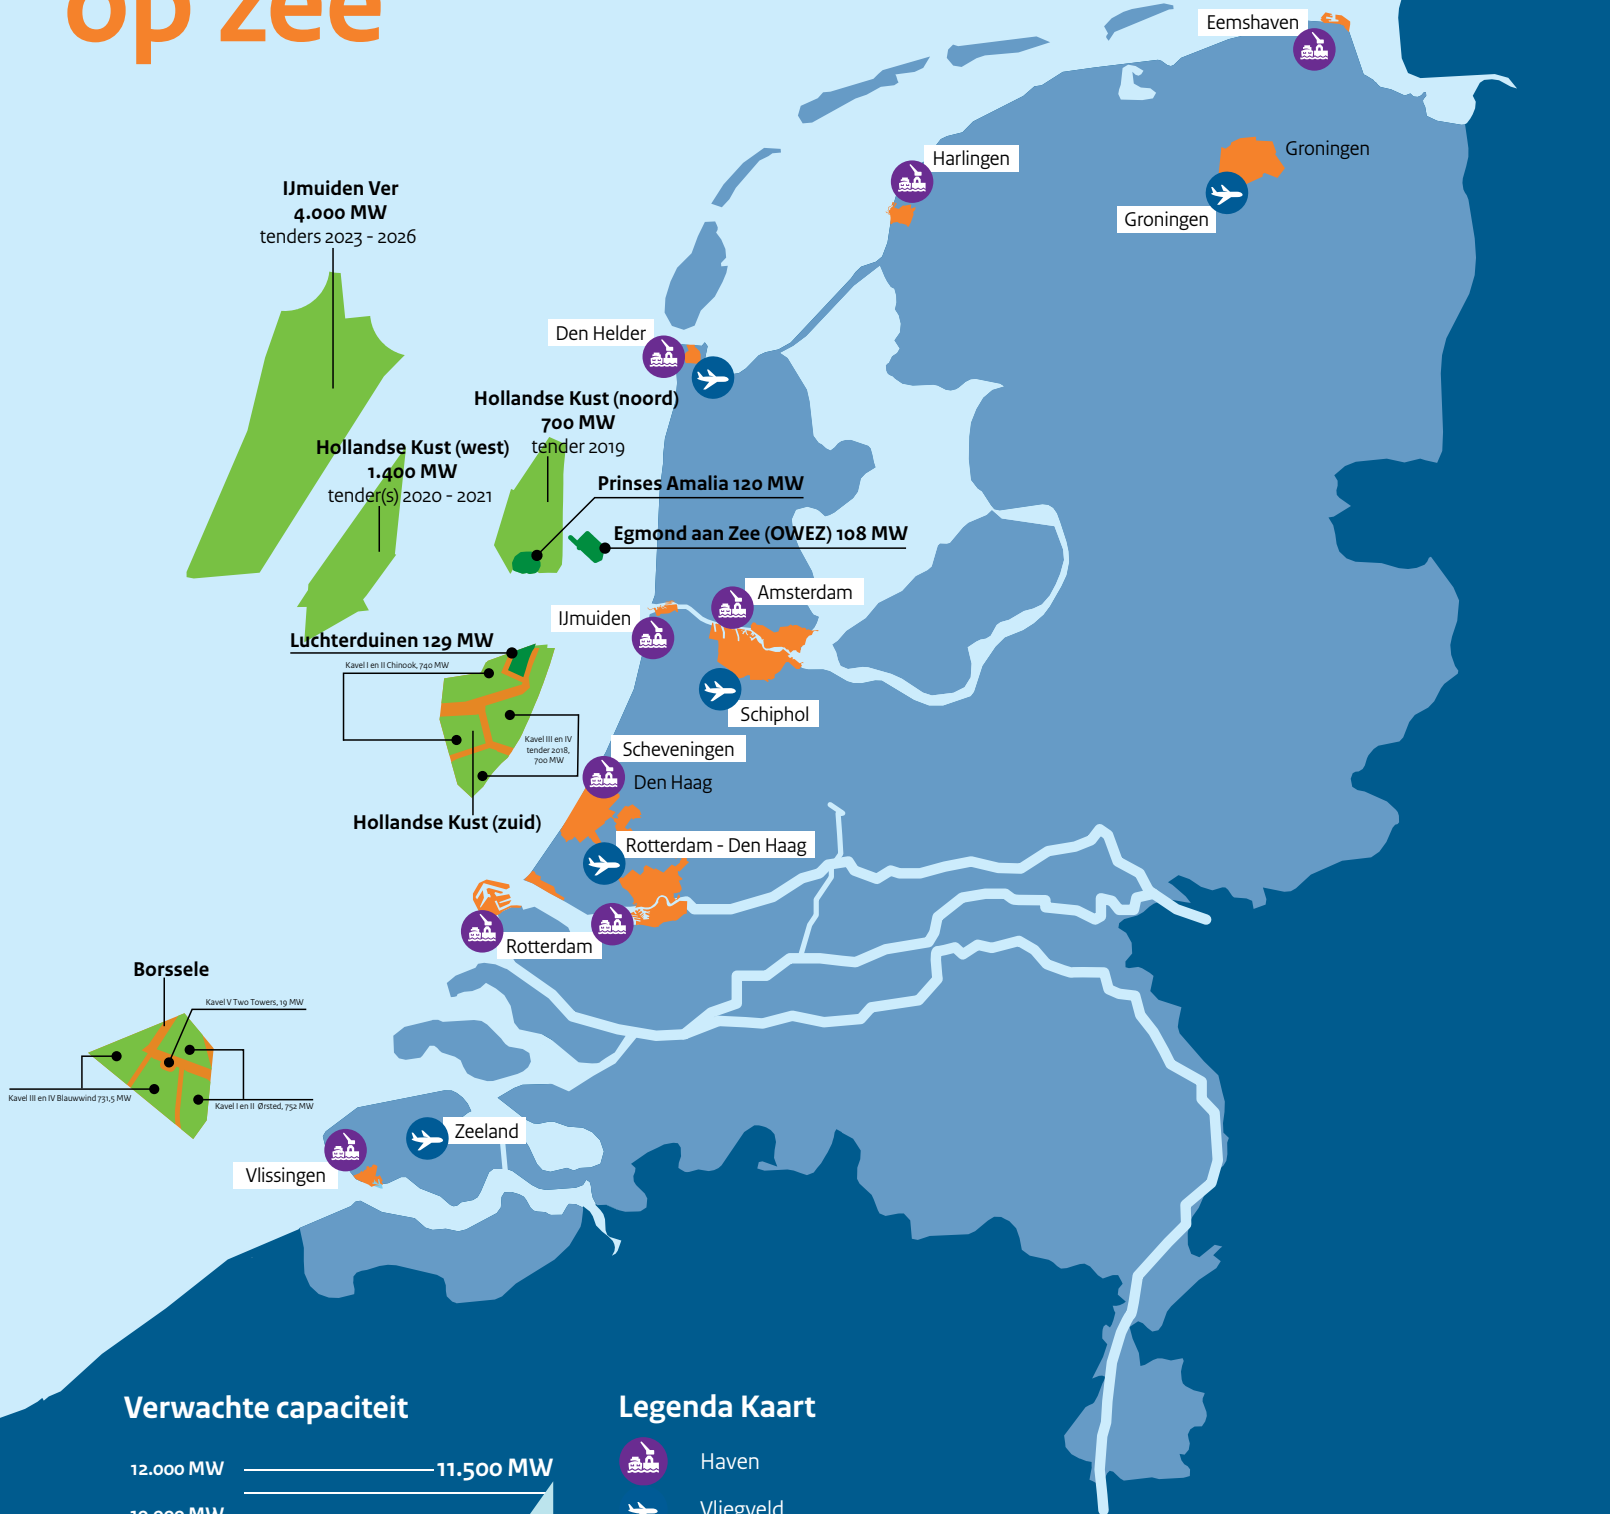 op zee
Eemshaven
Groningen
Harlingen
Groningen
IJmuiden Ver
4.000 MW
tenders 2023 - 2026
Den Helder
Hollandse Kust (noord)
700 MW
tender 2019
Hollandse Kust (west)
1.400 MW
tender(s) 2020 - 2021
Prinses Amalia 120 MW
Egmond aan Zee (OWEZ) 108 MW
Amsterdam
IJmuiden
Luchterduinen 129 MW
Kavel I en II Chinook, 740 MW
Schiphol
Kavel III en IV
tender 2018,
700 MW
Scheveningen
Den Haag
Hollandse Kust (zuid)
Rotterdam - Den Haag
Rotterdam
Borssele
Kavel V Two Towers, 19 MW
Kavel III en IV Blauwwind 731,5 MW
Kavel I en II Ørsted, 752 MW
Zeeland
Vlissingen
Verwachte capaciteit
12.000 MW
11.500 MW
10.000 MW
Legenda Kaart
Haven
Vliegveld